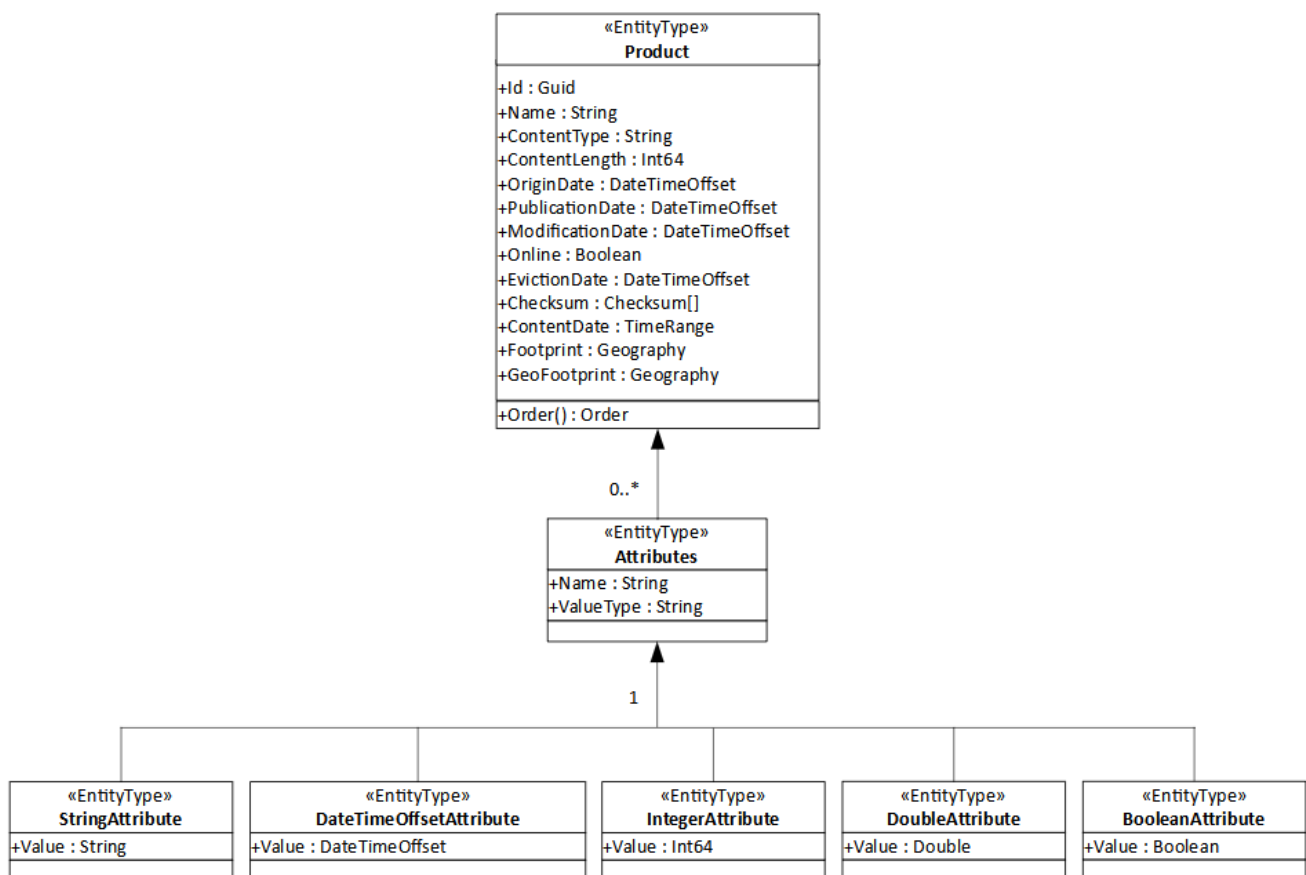 «EntityType»
Product
+Id : Guid
+Name : String
+ContentType : String
+ContentLength : Int64
+OriginDate : DateTimeOffset
+PublicationDate : DateTimeOffset
+ModificationDate : DateTimeOffset
+Online : Boolean
+EvictionDate : DateTimeOffset
+Checksum : Checksum[]
+ContentDate : TimeRange
+Footprint : Geography
+GeoFootprint : Geography
+Order() : Order
0..*
«EntityType»
Attributes
+Name : String
+ValueType : String
1
«EntityType»
StringAttribute
+Value : String
«EntityType»
DateTimeOffsetAttribute
+Value : DateTimeOffset
«EntityType»
IntegerAttribute
+Value : Int64
«EntityType»
DoubleAttribute
+Value : Double
«EntityType»
BooleanAttribute
+Value : Boolean